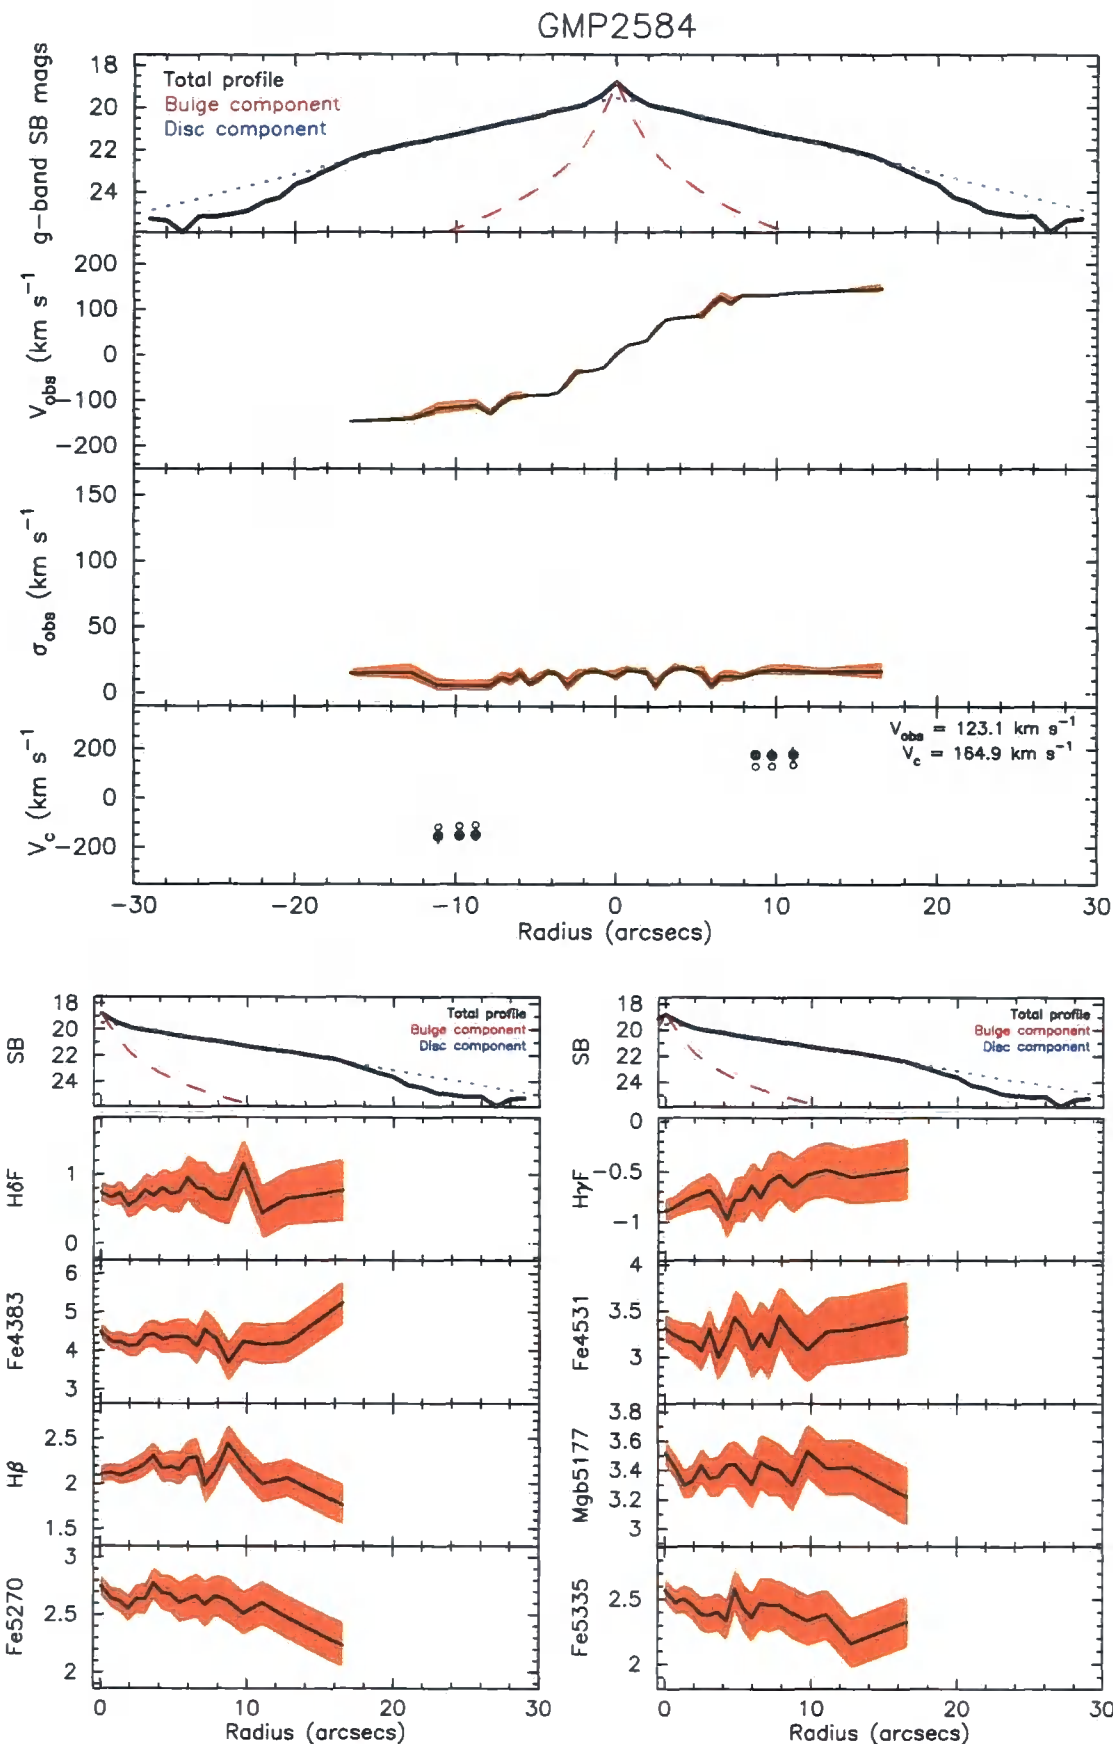 GMP2584
g-band SB mags
18
20
22
24
Total profile
Bulge component
Disc component
V_obs (km s⁻¹)
200
100
0
−100
−200
σ_obs (km s⁻¹)
150
100
50
0
V_c (km s⁻¹)
200
0
−200
V_obs = 123.1 km s⁻¹
V_c = 164.9 km s⁻¹
−30 −20 −10 0 10 20 30
Radius (arcsecs)
SB
18
20
22
24
Total profile
Bulge component
Disc component
HδF
1
0
Fe4383
6
5
4
3
Hβ
2.5
2
1.5
Fe5270
3
2.5
2
0 10 20 30
Radius (arcsecs)
SB
18
20
22
24
Total profile
Bulge component
Disc component
HγF
0
−0.5
−1
Fe4531
4
3.5
3
Mgb5177
3.8
3.6
3.4
3.2
3
Fe5335
2.5
2
0 10 20 30
Radius (arcsecs)